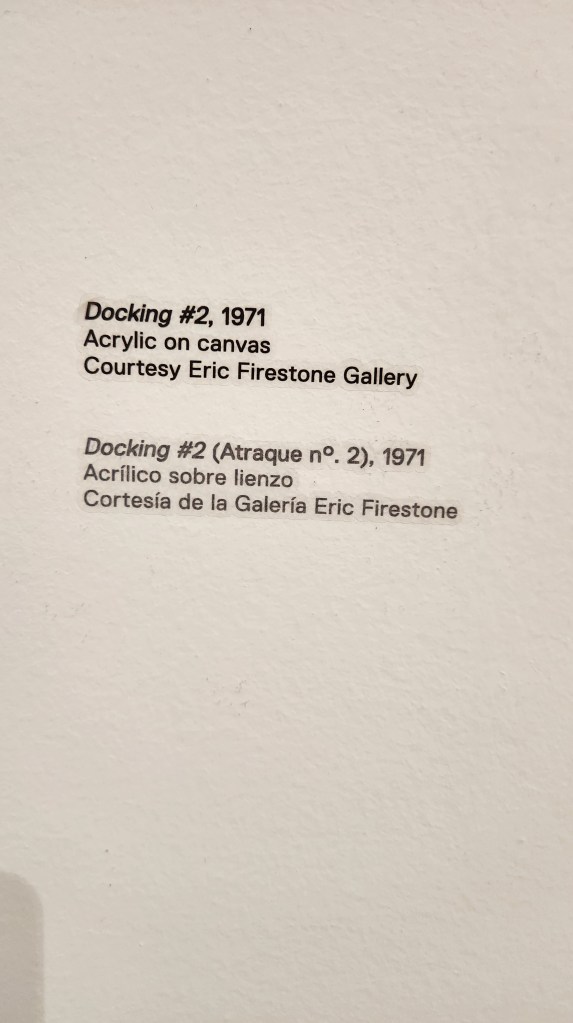 Docking #2, 1971
Acrylic on canvas
Courtesy Eric Firestone Gallery
Docking #2 (Atraque nº. 2), 1971
Acrílico sobre lienzo
Cortesía de la Galería Eric Firestone